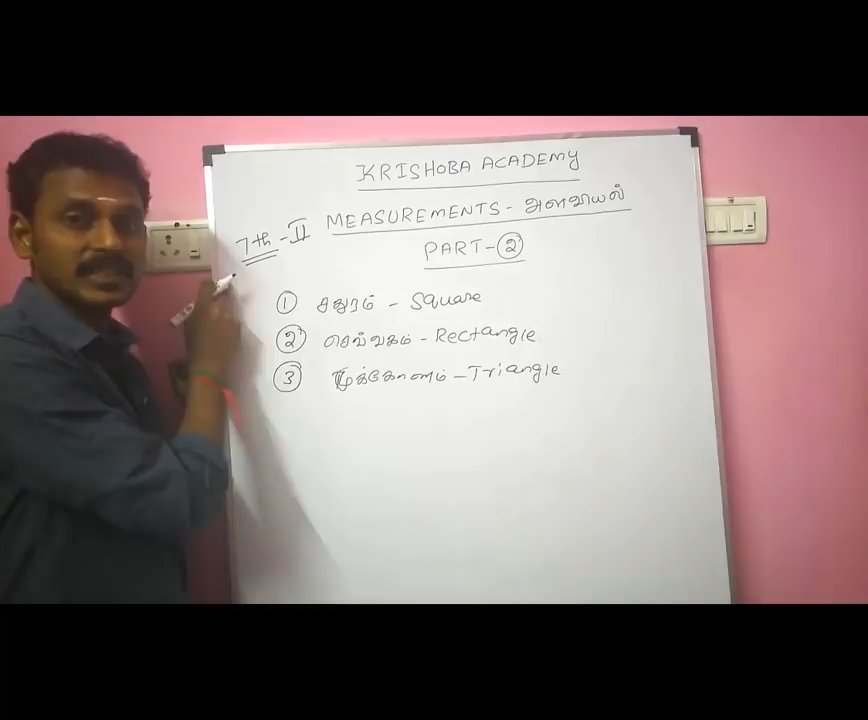 KRISHOBA ACADEMY
7th - II MEASUREMENTS - அளவியல்
PART - ②
① சதுரம் - Square
② செவ்வகம் - Rectangle
③ முக்கோணம் - Triangle